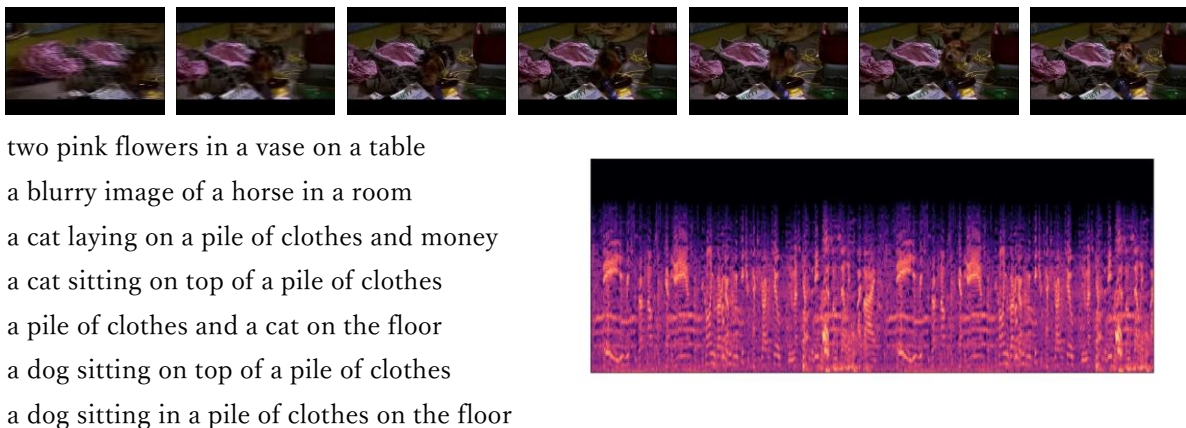 two pink flowers in a vase on a table
a blurry image of a horse in a room
a cat laying on a pile of clothes and money
a cat sitting on top of a pile of clothes
a pile of clothes and a cat on the floor
a dog sitting on top of a pile of clothes
a dog sitting in a pile of clothes on the floor